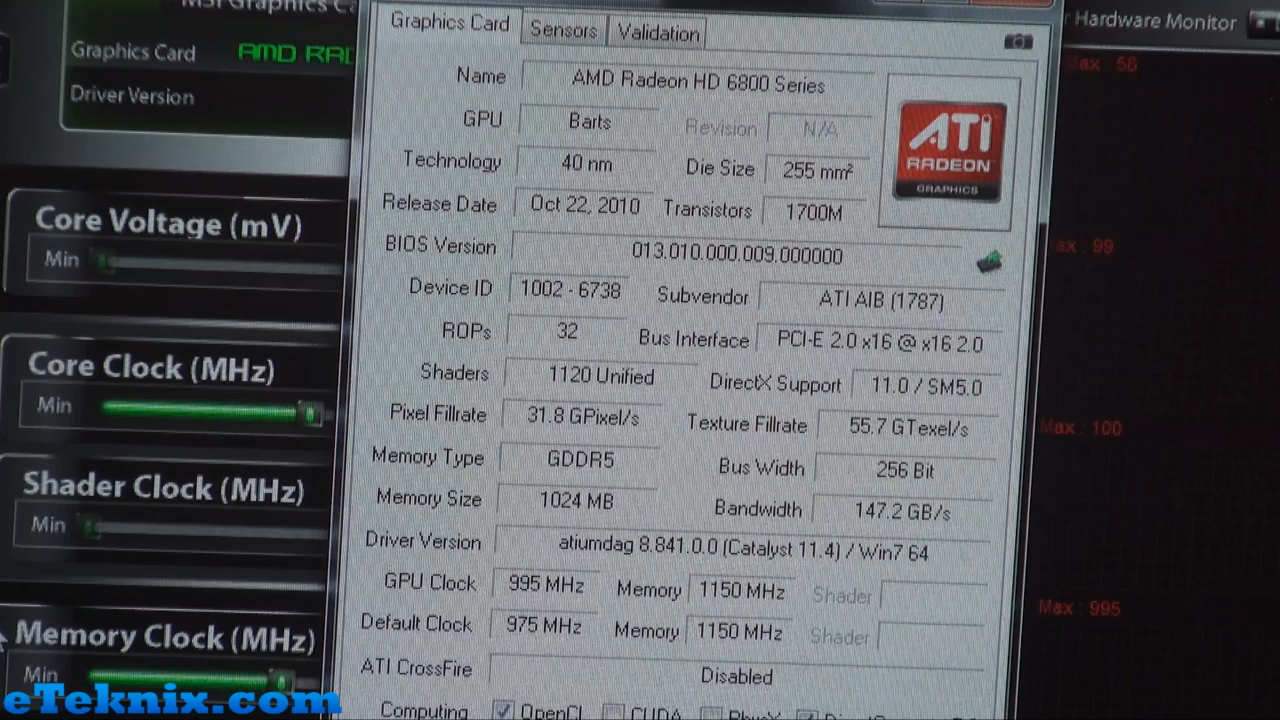 MSI Graphics Ca
Graphics Card AMD RAD
Driver Version
Core Voltage (mV)
Min
Core Clock (MHz)
Min
Shader Clock (MHz)
Min
Memory Clock (MHz)
Min
eTeknix.com
Graphics Card Sensors Validation
Name AMD Radeon HD 6800 Series
GPU Barts Revision N/A
Technology 40 nm Die Size 255 mm²
Release Date Oct 22, 2010 Transistors 1700M
BIOS Version 013.010.000.009.000000
Device ID 1002 - 6738 Subvendor ATI AIB (1787)
ROPs 32 Bus Interface PCI-E 2.0 x16 @ x16 2.0
Shaders 1120 Unified DirectX Support 11.0 / SM5.0
Pixel Fillrate 31.8 GPixel/s Texture Fillrate 55.7 GTexel/s
Memory Type GDDR5 Bus Width 256 Bit
Memory Size 1024 MB Bandwidth 147.2 GB/s
Driver Version atiumdag 8.841.0.0 (Catalyst 11.4) / Win7 64
GPU Clock 995 MHz Memory 1150 MHz Shader
Default Clock 975 MHz Memory 1150 MHz Shader
ATI CrossFire Disabled
Computing OpenCL CUDA PhysX
ATI
RADEON
GRAPHICS
r Hardware Monitor
Max : 58
ax : 99
Max : 100
Max : 995